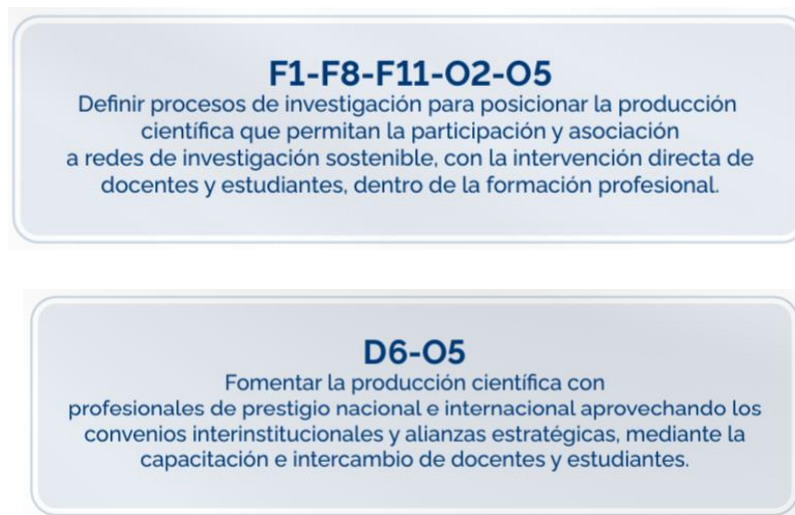 F1-F8-F11-O2-O5
Definir procesos de investigación para posicionar la producción
científica que permitan la participación y asociación
a redes de investigación sostenible, con la intervención directa de
docentes y estudiantes, dentro de la formación profesional.
D6-O5
Fomentar la producción científica con
profesionales de prestigio nacional e internacional aprovechando los
convenios interinstitucionales y alianzas estratégicas, mediante la
capacitación e intercambio de docentes y estudiantes.